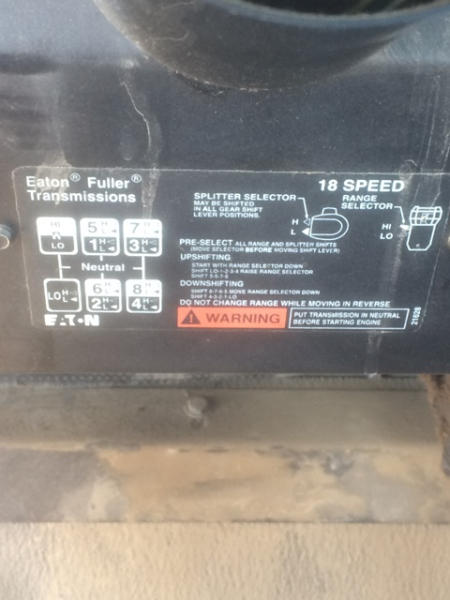 Eaton® Fuller®
Transmissions
18 SPEED
SPLITTER SELECTOR
MAY BE SHIFTED
IN ALL GEAR SHIFT
LEVER POSITIONS.
RANGE
SELECTOR
H
L
HI
LO
HI
LO
5 H L
1 H L
7 H L
3 H L
Neutral
LO H L
6 H L
2 H L
8 H L
4 H L
EATON
PRE-SELECT ALL RANGE AND SPLITTER SHIFTS
(MOVE SELECTOR BEFORE MOVING SHIFT LEVER)
UPSHIFTING
START WITH RANGE SELECTOR DOWN
SHIFT LO-1-2-3-4 RAISE RANGE SELECTOR
SHIFT 5-6-7-8
DOWNSHIFTING
SHIFT 8-7-6-5 MOVE RANGE SELECTOR DOWN
SHIFT 4-3-2-1-LO
DO NOT CHANGE RANGE WHILE MOVING IN REVERSE
WARNING
PUT TRANSMISSION IN NEUTRAL
BEFORE STARTING ENGINE
21928